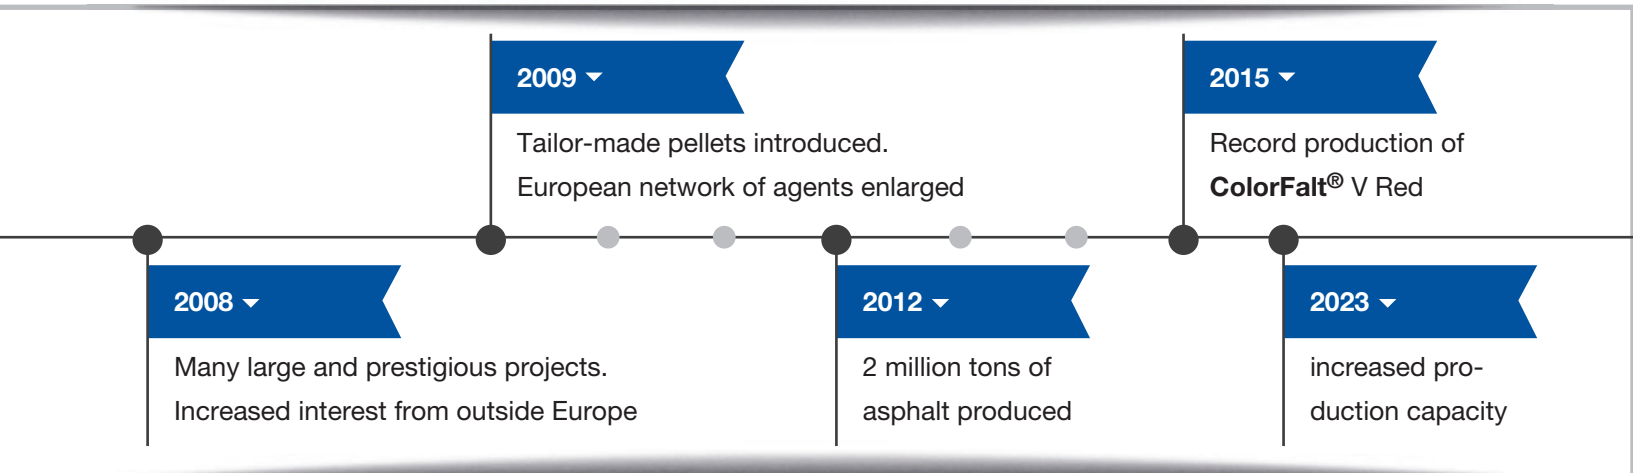 2009
Tailor-made pellets introduced.
European network of agents enlarged
2015
Record production of
ColorFalt® V Red
2008
Many large and prestigious projects.
Increased interest from outside Europe
2012
2 million tons of
asphalt produced
2023
increased pro-
duction capacity